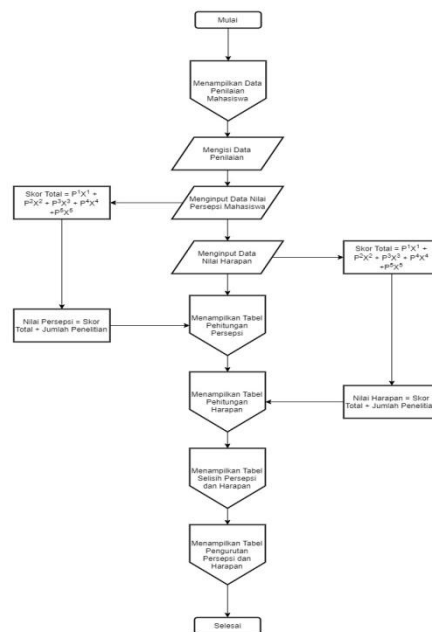 Mulai
Menampilkan Data
Penilaian
Mahasiswa
Mengisi Data
Penilaian
Menginput Data Nilai
Persepsi Mahasiswa
Skor Total = P¹X¹ +
P²X² + P³X³ + P⁴X⁴
+P⁵X⁵
Menginput Data
Nilai Harapan
Skor Total = P¹X¹ +
P²X² + P³X³ + P⁴X⁴
+P⁵X⁵
Nilai Persepsi = Skor
Total ÷ Jumlah Penelitian
Menampilkan Tabel
Pehitungan
Persepsi
Menampilkan Tabel
Pehitungan
Harapan
Nilai Harapan = Skor
Total ÷ Jumlah Penelitian
Menampilkan Tabel
Selisih Persepsi
dan Harapan
Menampilkan Tabel
Pengurutan
Persepsi dan
Harapan
Selesai